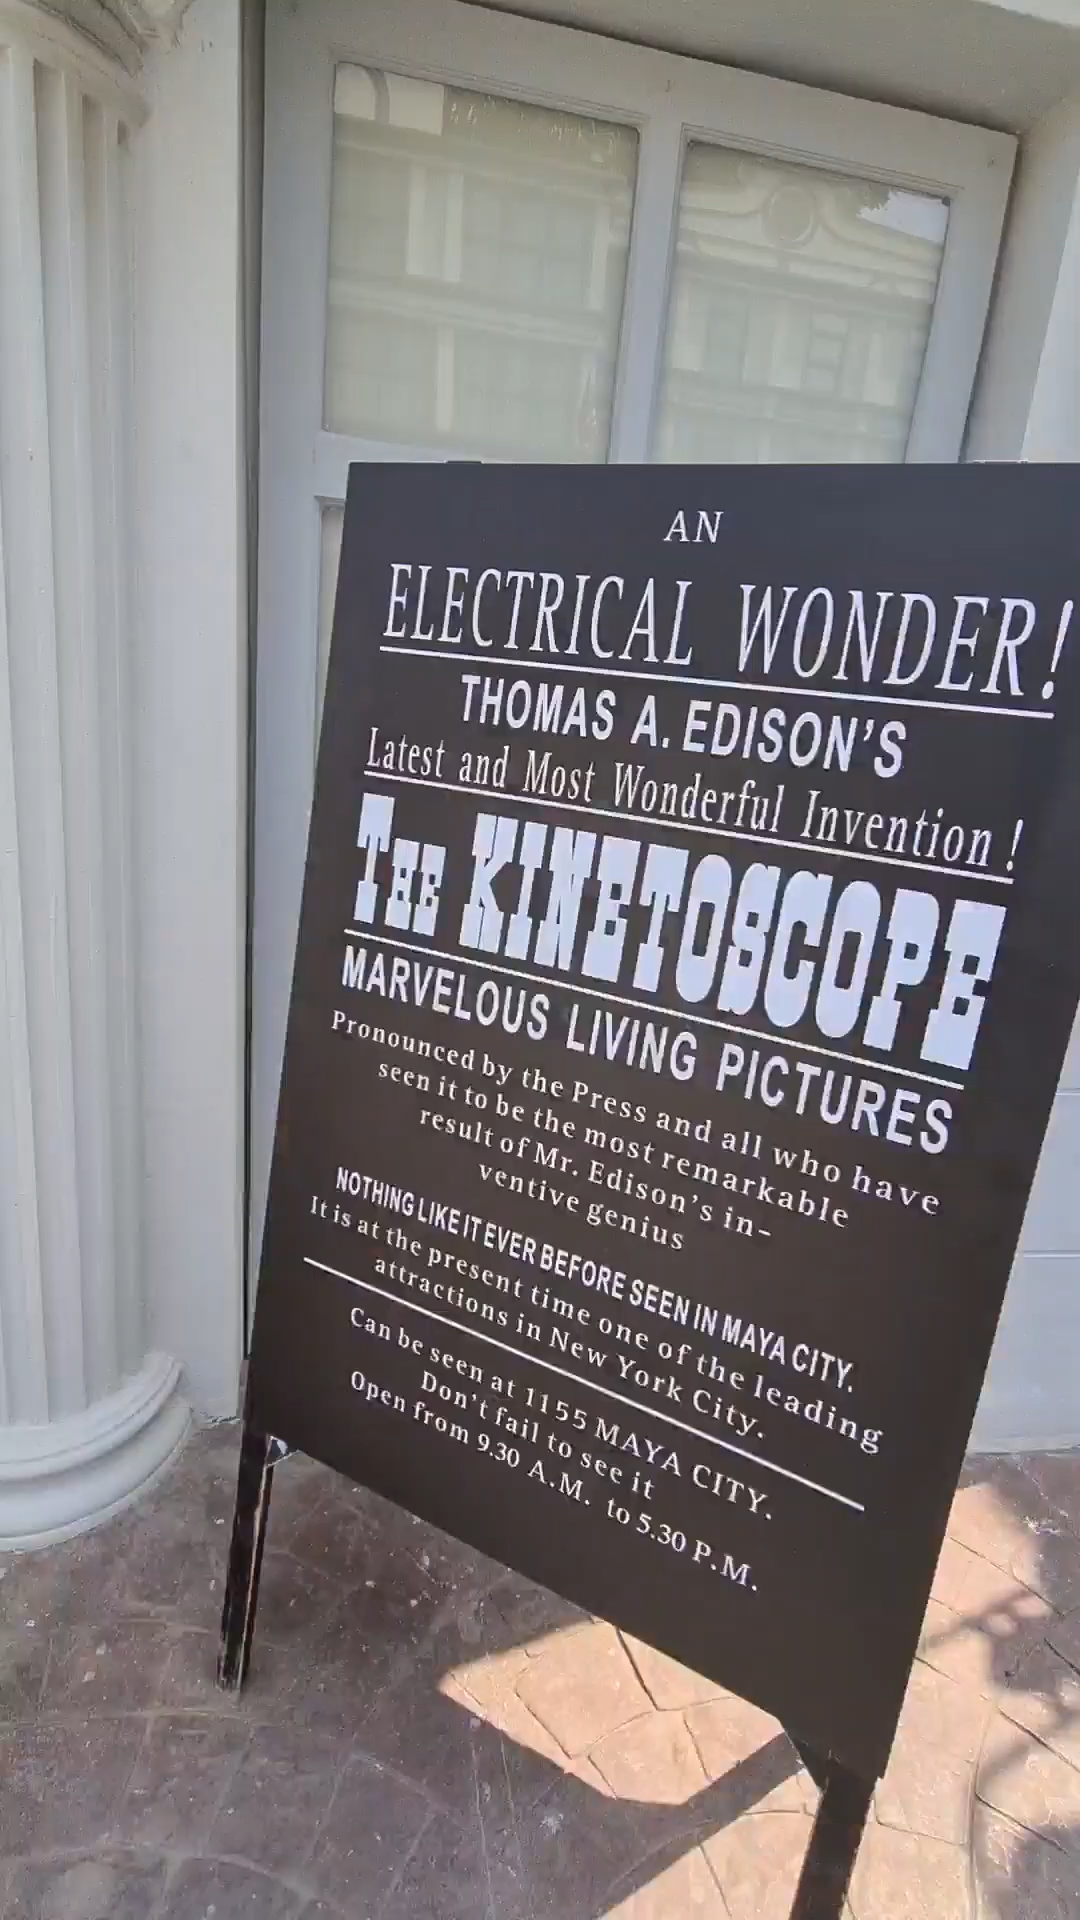 AN
ELECTRICAL WONDER!
THOMAS A. EDISON'S
Latest and Most Wonderful Invention!
THE KINETOSCOPE
MARVELOUS LIVING PICTURES
Pronounced by the Press and all who have
seen it to be the most remarkable
result of Mr. Edison's in-
ventive genius
NOTHING LIKE IT EVER BEFORE SEEN IN MAYA CITY.
It is at the present time one of the leading
attractions in New York City.
Can be seen at 1155 MAYA CITY.
Don't fail to see it
Open from 9.30 A.M. to 5.30 P.M.